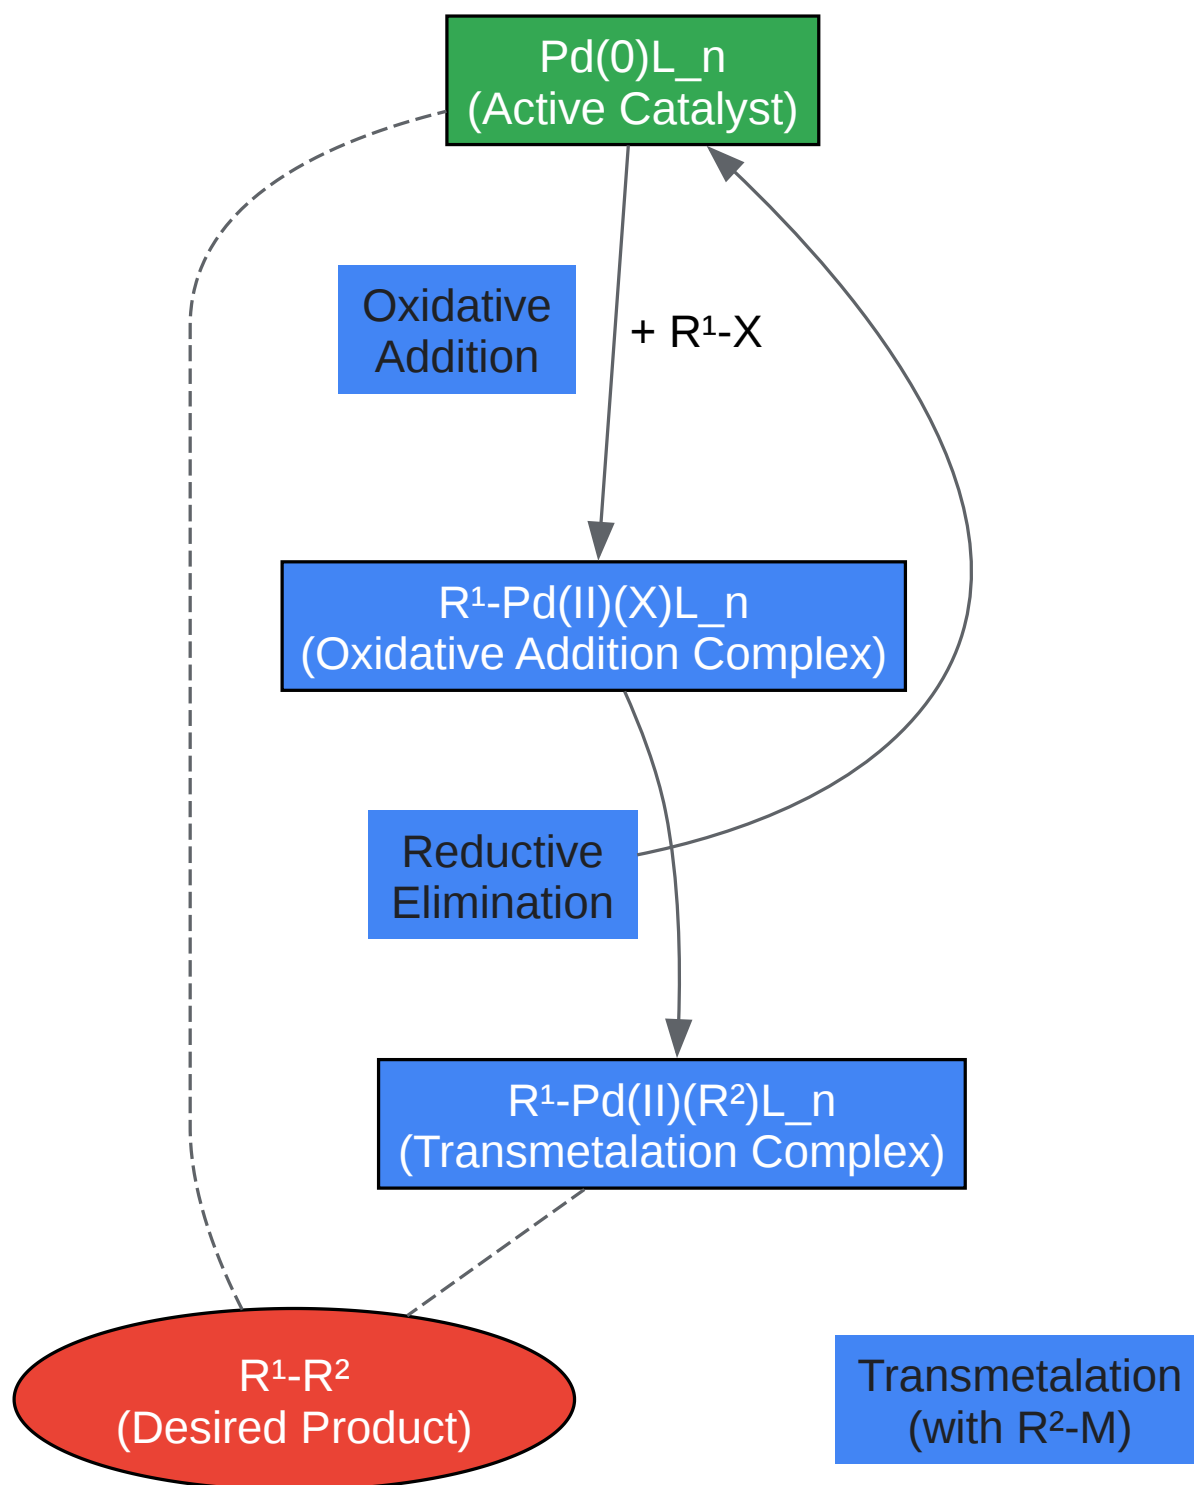 Pd(0)L_n
(Active Catalyst)
Oxidative
Addition
+ R¹-X
R¹-Pd(II)(X)L_n
(Oxidative Addition Complex)
Reductive
Elimination
R¹-Pd(II)(R²)L_n
(Transmetalation Complex)
R¹-R²
(Desired Product)
Transmetalation
(with R²-M)